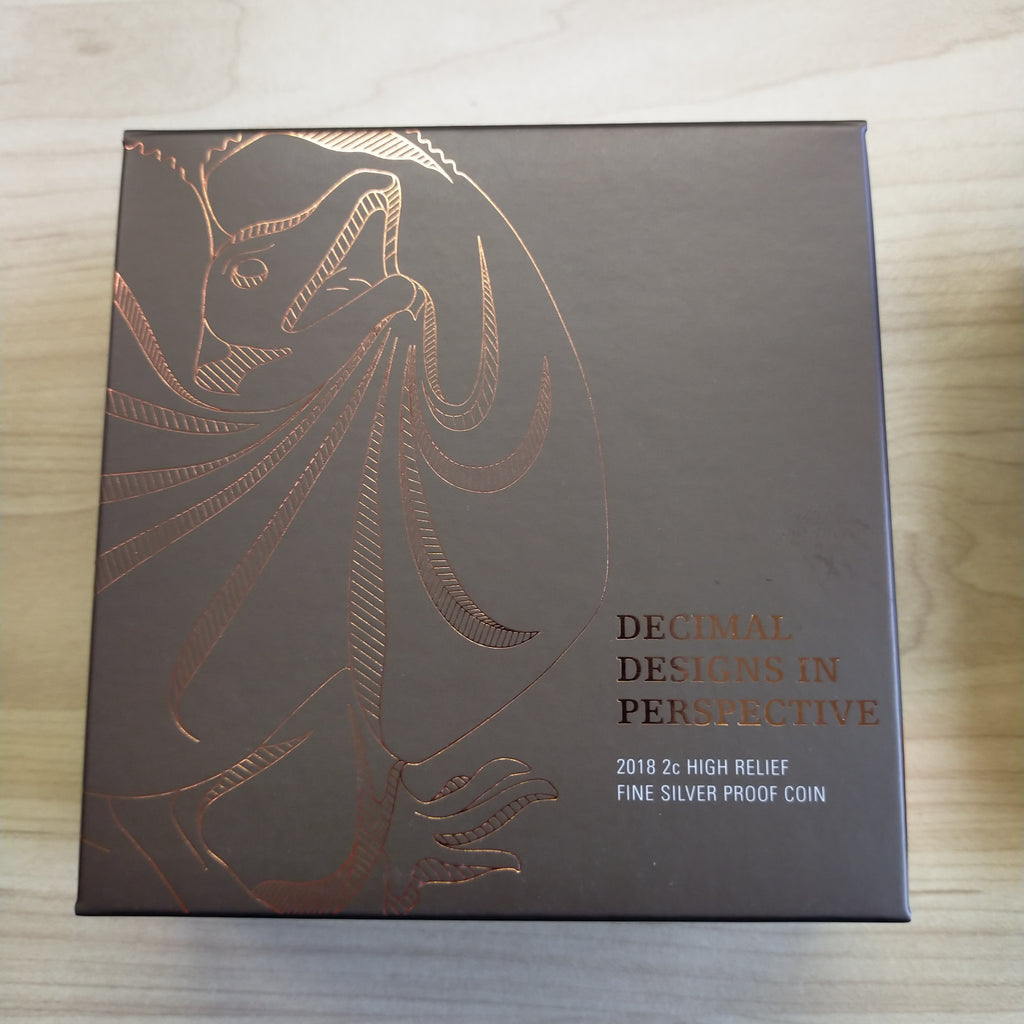 DECIMAL
DESIGNS IN
PERSPECTIVE
2018 2c HIGH RELIEF
FINE SILVER PROOF COIN